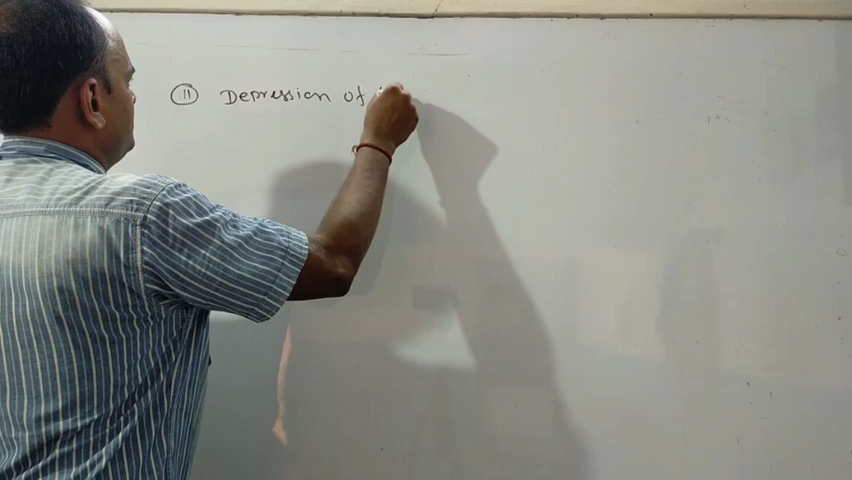 ⑪ Depression of